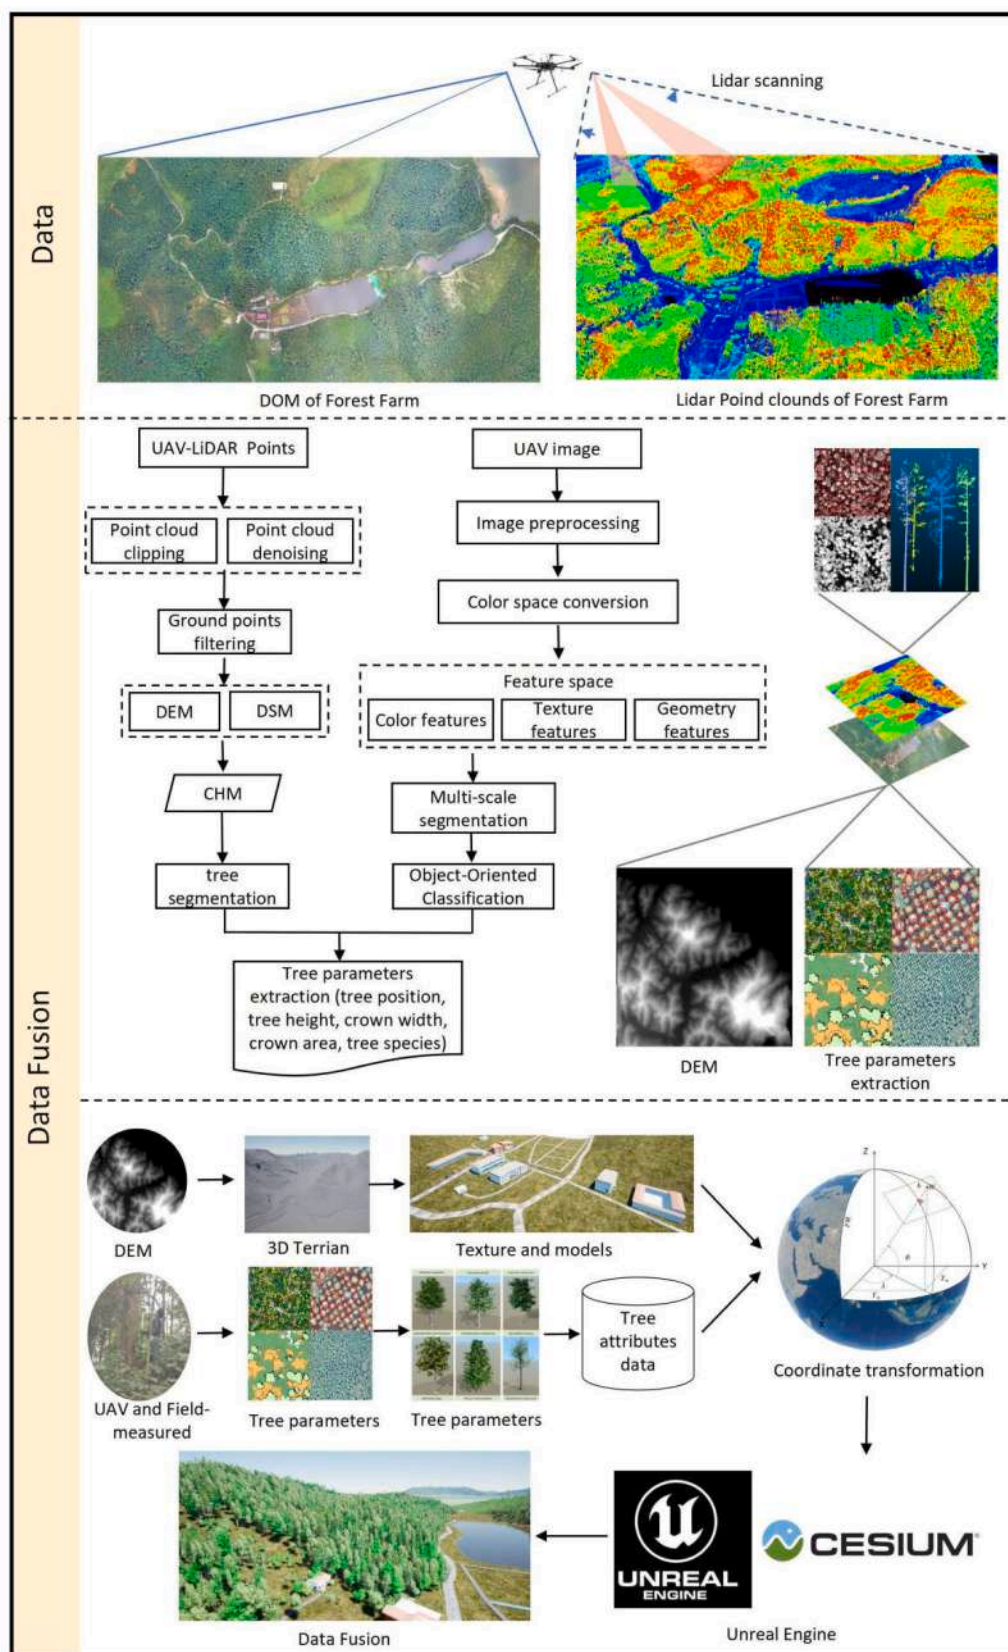 Data
Lidar scanning
DOM of Forest Farm
Lidar Poind clounds of Forest Farm
Data Fusion
UAV-LiDAR Points
Point cloud
clipping
Point cloud
denoising
Ground points
filtering
DEM
DSM
CHM
tree
segmentation
UAV image
Image preprocessing
Color space conversion
Feature space
Color features
Texture
features
Geometry
features
Multi-scale
segmentation
Object-Oriented
Classification
Tree parameters
extraction (tree position,
tree height, crown width,
crown area, tree species)
DEM
Tree parameters
extraction
DEM
3D Terrian
Texture and models
UAV and Field-
measured
Tree parameters
Tree parameters
Tree
attributes
data
Z
Y
Coordinate transformation
Data Fusion
UNREAL
ENGINE
CESIUM
Unreal Engine